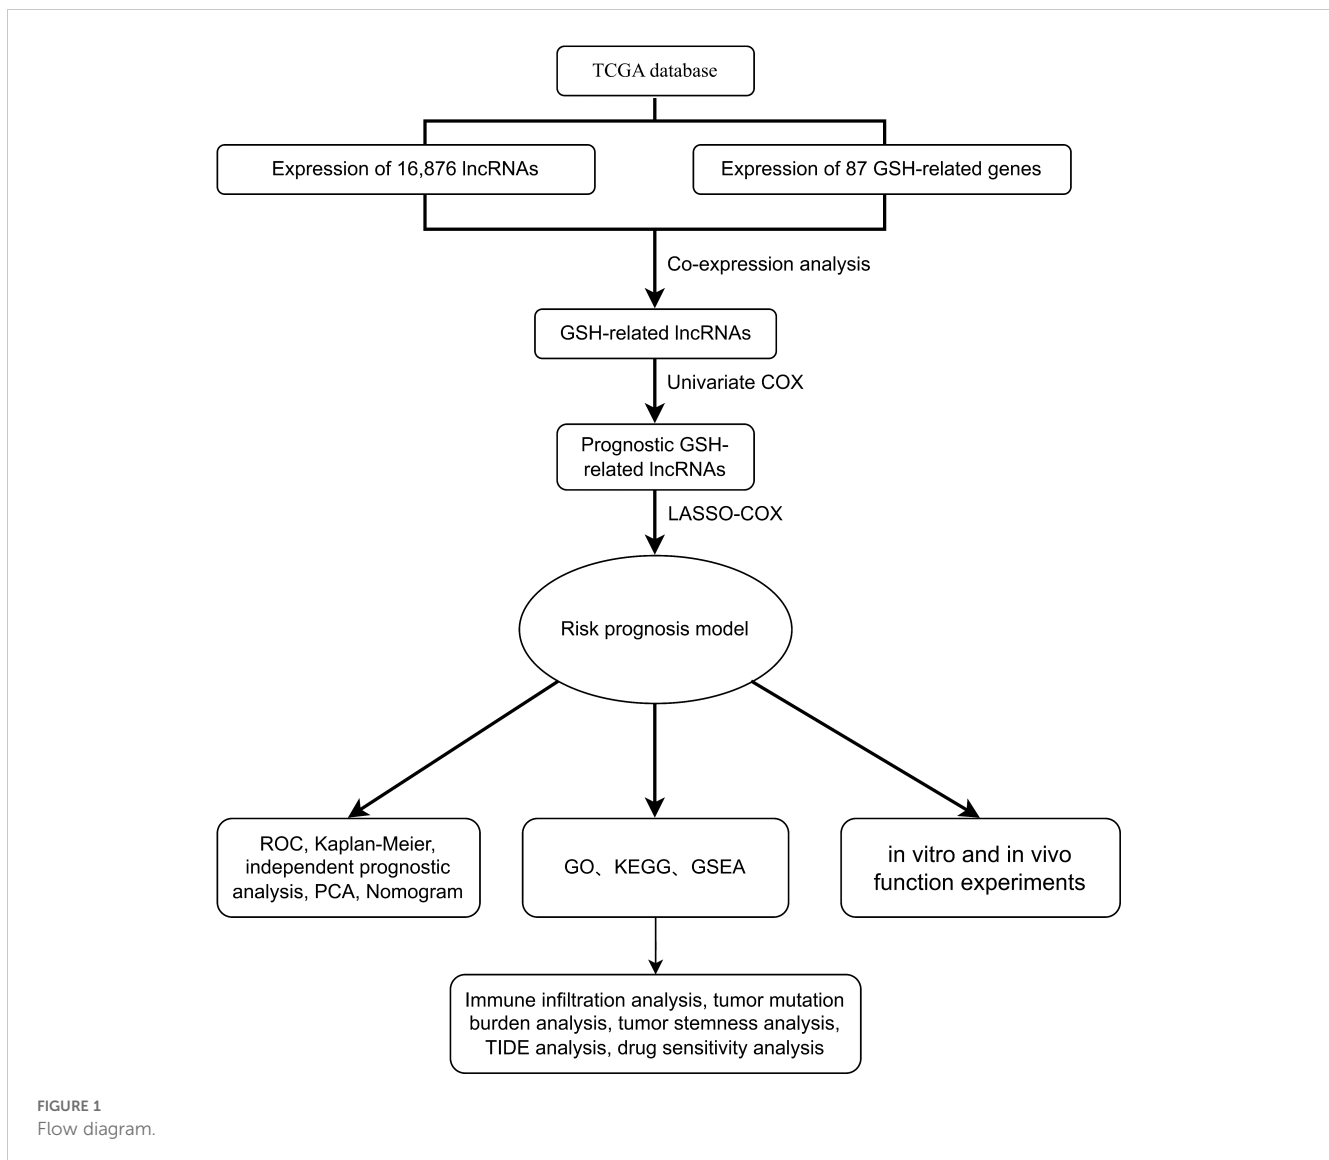 TCGA database
Expression of 16,876 lncRNAs
Expression of 87 GSH-related genes
Co-expression analysis
GSH-related lncRNAs
Univariate COX
Prognostic GSH-
related lncRNAs
LASSO-COX
Risk prognosis model
ROC, Kaplan-Meier,
independent prognostic
analysis, PCA, Nomogram
GO、KEGG、GSEA
in vitro and in vivo
function experiments
Immune infiltration analysis, tumor mutation
burden analysis, tumor stemness analysis,
TIDE analysis, drug sensitivity analysis
FIGURE 1
Flow diagram.